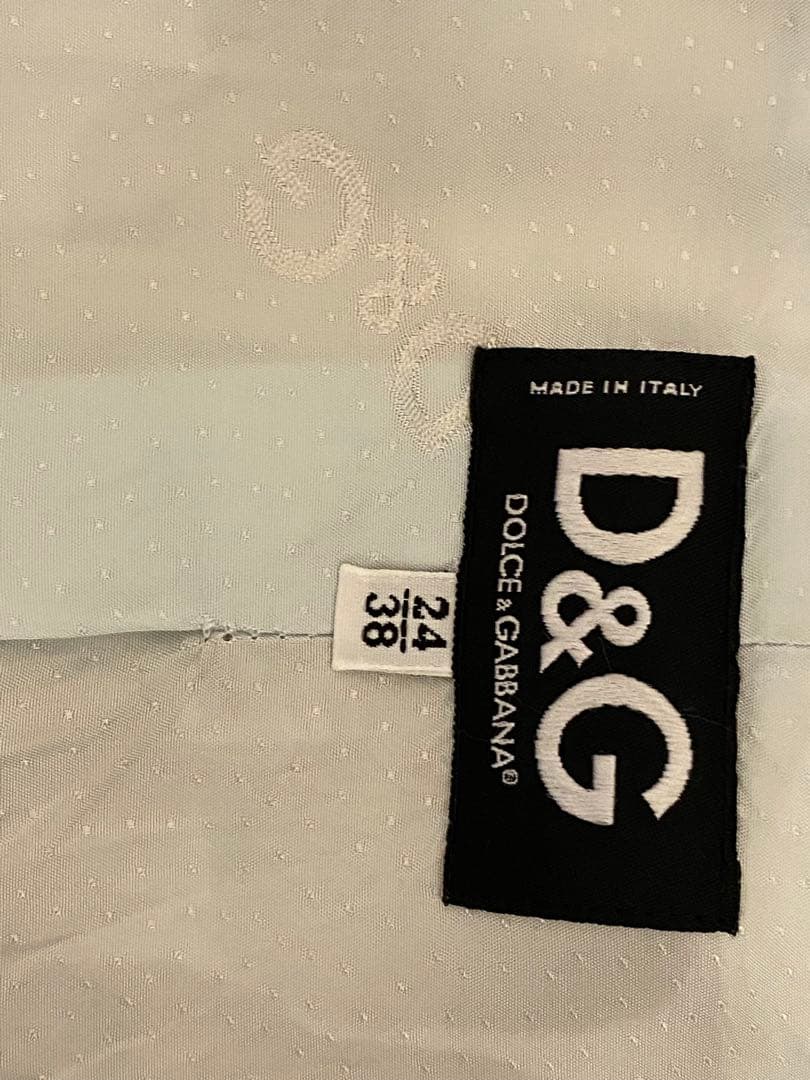 D&G
MADE IN ITALY
D&G
DOLCE & GABBANA®
24
38